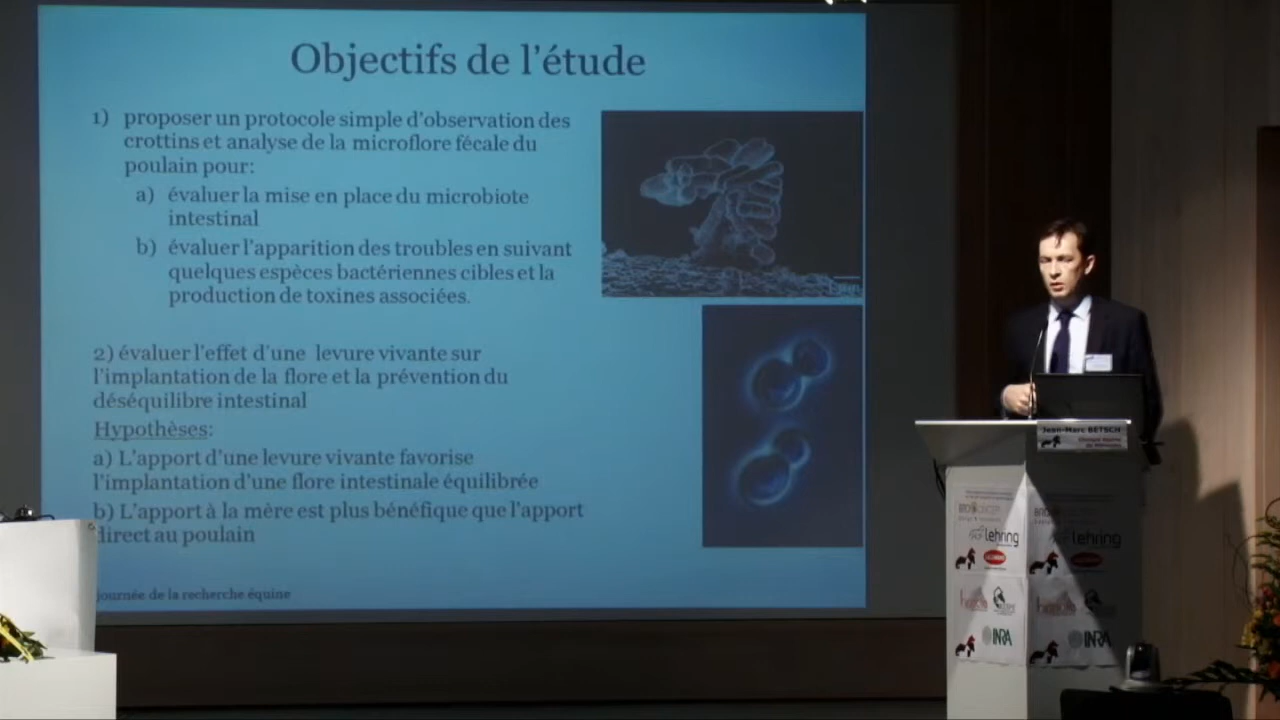 Objectifs de l'étude
1) proposer un protocole simple d'observation des
crottins et analyse de la microflore fécale du
poulain pour:
a) évaluer la mise en place du microbiote
intestinal
b) évaluer l'apparition des troubles en suivant
quelques espèces bactériennes cibles et la
production de toxines associées.
2) évaluer l'effet d'une levure vivante sur
l'implantation de la flore et la prévention du
déséquilibre intestinal
Hypothèses:
a) L'apport d'une levure vivante favorise
l'implantation d'une flore intestinale équilibrée
b) L'apport à la mère est plus bénéfique que l'apport
direct au poulain
journée de la recherche équine
Jean-Marc BETSCH
lehring
lehring
INRA
INRA